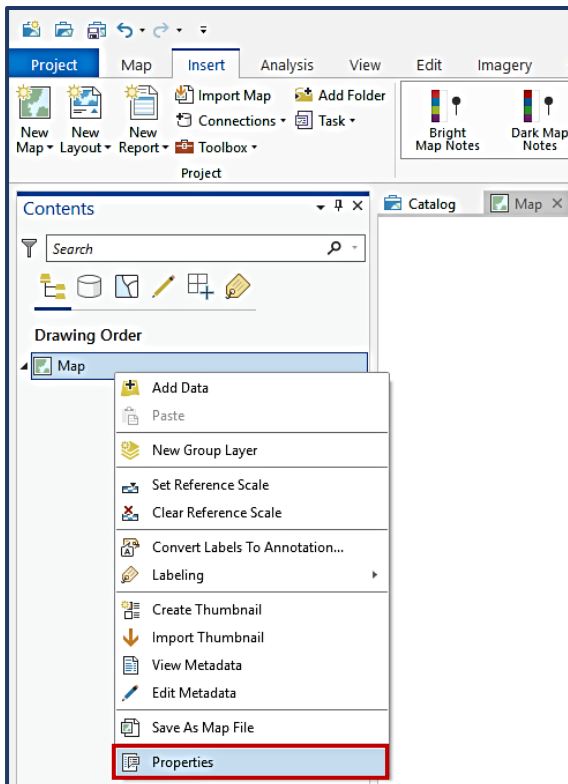 Project Map Insert Analysis View Edit Imagery
Import Map Add Folder
Connections Task
Toolbox
New Map
New Layout
New Report
Bright Map Notes
Dark Map Notes
Project
Contents
Catalog Map
Search
Drawing Order
Map
Add Data
Paste
New Group Layer
Set Reference Scale
Clear Reference Scale
Convert Labels To Annotation...
Labeling
Create Thumbnail
Import Thumbnail
View Metadata
Edit Metadata
Save As Map File
Properties